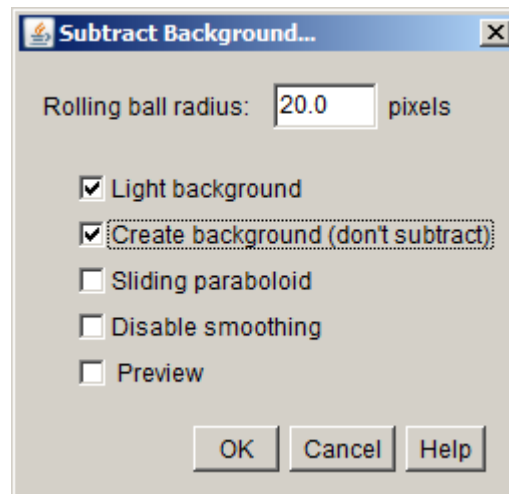 Subtract Background...
Rolling ball radius: 20.0 pixels
Light background
Create background (don't subtract)
Sliding paraboloid
Disable smoothing
Preview
OK Cancel Help